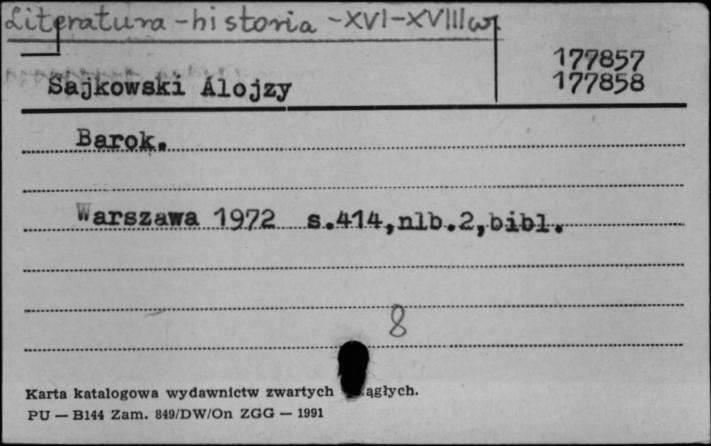 Literatura - historia - XVI-XVIII w.
177857
Sajkowski Alojzy 177858
Barok.
Warszawa 1972 s.414,nlb.2,bibl.
8
Karta katalogowa wydawnictw zwartych ągłych.
PU — B144 Zam. 849/DW/On ZGG — 1991